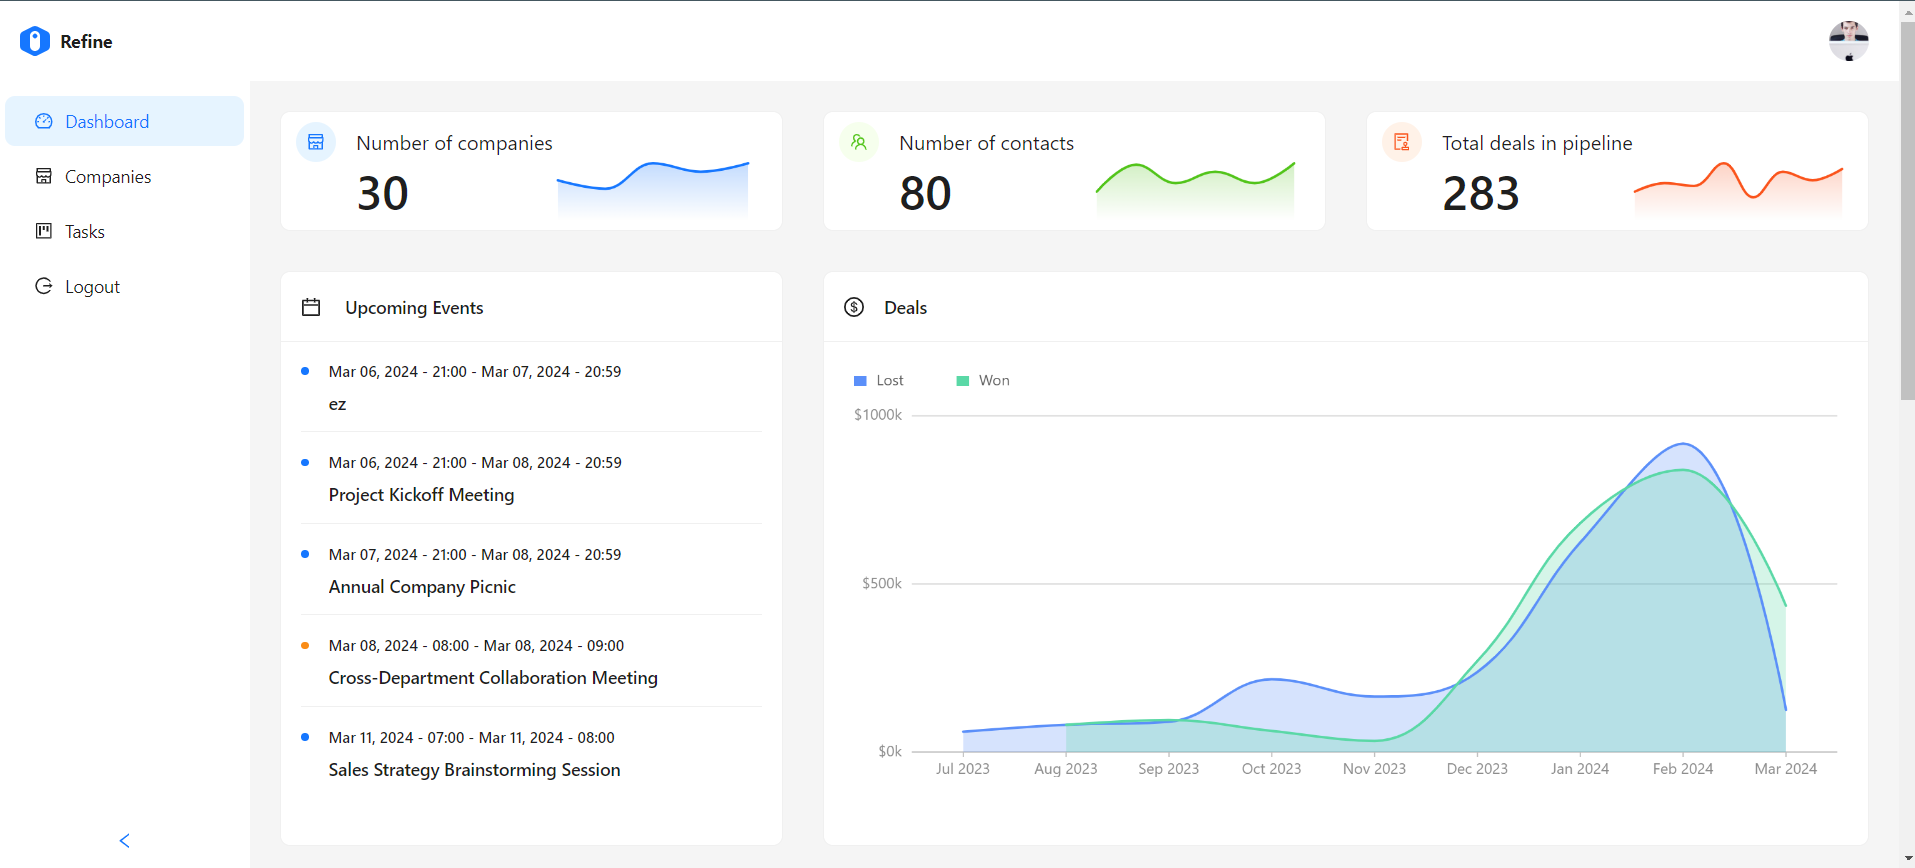 Refine
Dashboard
Companies
Tasks
Logout
Number of companies
30
Number of contacts
80
Total deals in pipeline
283
Upcoming Events
Mar 06, 2024 - 21:00 - Mar 07, 2024 - 20:59
ez
Mar 06, 2024 - 21:00 - Mar 08, 2024 - 20:59
Project Kickoff Meeting
Mar 07, 2024 - 21:00 - Mar 08, 2024 - 20:59
Annual Company Picnic
Mar 08, 2024 - 08:00 - Mar 08, 2024 - 09:00
Cross-Department Collaboration Meeting
Mar 11, 2024 - 07:00 - Mar 11, 2024 - 08:00
Sales Strategy Brainstorming Session
Deals
Lost Won
$1000k
$500k
$0k
Jul 2023 Aug 2023 Sep 2023 Oct 2023 Nov 2023 Dec 2023 Jan 2024 Feb 2024 Mar 2024